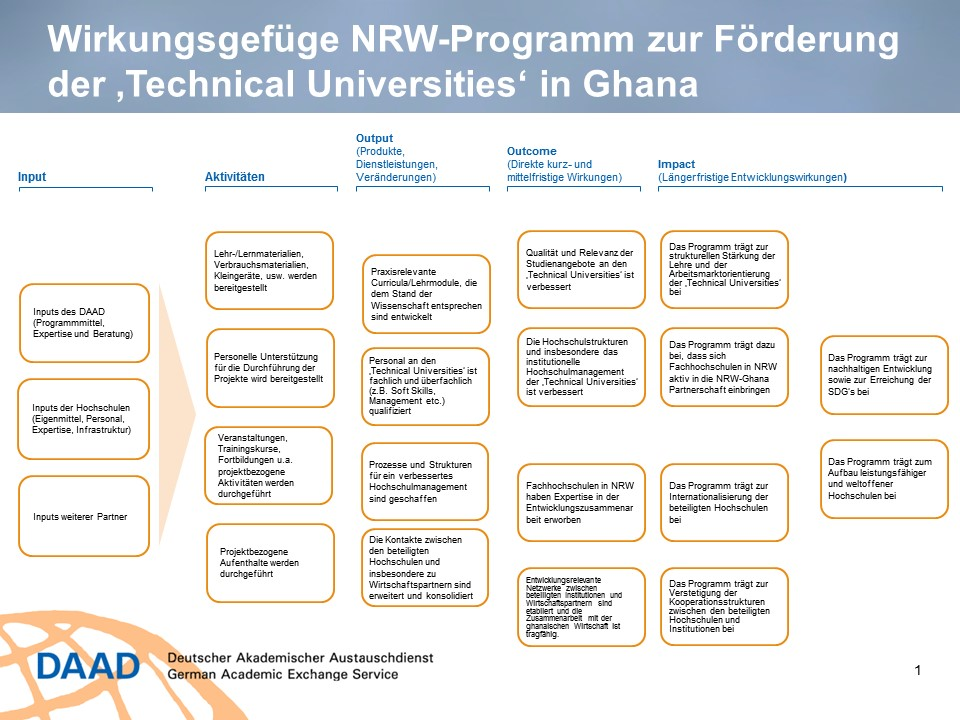 Wirkungsgefüge NRW-Programm zur Förderung
der ‚Technical Universities‘ in Ghana
Input
Aktivitäten
Output
(Produkte,
Dienstleistungen,
Veränderungen)
Outcome
(Direkte kurz- und
mittelfristige Wirkungen)
Impact
(Längerfristige Entwicklungswirkungen)
Inputs des DAAD
(Programmmittel,
Expertise und Beratung)
Inputs der Hochschulen
(Eigenmittel, Personal,
Expertise, Infrastruktur)
Inputs weiterer Partner
Lehr-/Lernmaterialien,
Verbrauchsmaterialien,
Kleingeräte, usw. werden
bereitgestellt
Personelle Unterstützung
für die Durchführung der
Projekte wird bereitgestellt
Veranstaltungen,
Trainingskurse,
Fortbildungen u.a.
projektbezogene
Aktivitäten werden
durchgeführt
Projektbezogene
Aufenthalte werden
durchgeführt
Praxisrelevante
Curricula/Lehrmodule, die
dem Stand der
Wissenschaft entsprechen
sind entwickelt
Personal an den
‚Technical Universities' ist
fachlich und überfachlich
(z.B. Soft Skills,
Management etc.)
qualifiziert
Prozesse und Strukturen
für ein verbessertes
Hochschulmanagement
sind geschaffen
Die Kontakte zwischen
den beteiligten
Hochschulen und
insbesondere zu
Wirtschaftspartnern sind
erweitert und konsolidiert
Qualität und Relevanz der
Studienangebote an den
‚Technical Universities' ist
verbessert
Die Hochschulstrukturen
und insbesondere das
institutionelle
Hochschulmanagement
der ‚Technical Universities'
ist verbessert
Fachhochschulen in NRW
haben Expertise in der
Entwicklungszusammenar
beit erworben
Entwicklungsrelevante
Netzwerke zwischen
beteiligten Institutionen und
Wirtschaftspartnern sind
etabliert und die
Zusammenarbeit mit der
ghanaischen Wirtschaft ist
tragfähig.
Das Programm trägt zur
strukturellen Stärkung der
Lehre und der
Arbeitsmarktorientierung
der ‚Technical Universities'
bei
Das Programm trägt dazu
bei, dass sich
Fachhochschulen in NRW
aktiv in die NRW-Ghana
Partnerschaft einbringen
Das Programm trägt zur
Internationalisierung der
beteiligten Hochschulen
bei
Das Programm trägt zur
Verstetigung der
Kooperationsstrukturen
zwischen den beteiligten
Hochschulen und
Institutionen bei
Das Programm trägt zur
nachhaltigen Entwicklung
sowie zur Erreichung der
SDG's bei
Das Programm trägt zum
Aufbau leistungsfähiger
und weltoffener
Hochschulen bei
DAAD
Deutscher Akademischer Austauschdienst
German Academic Exchange Service
1